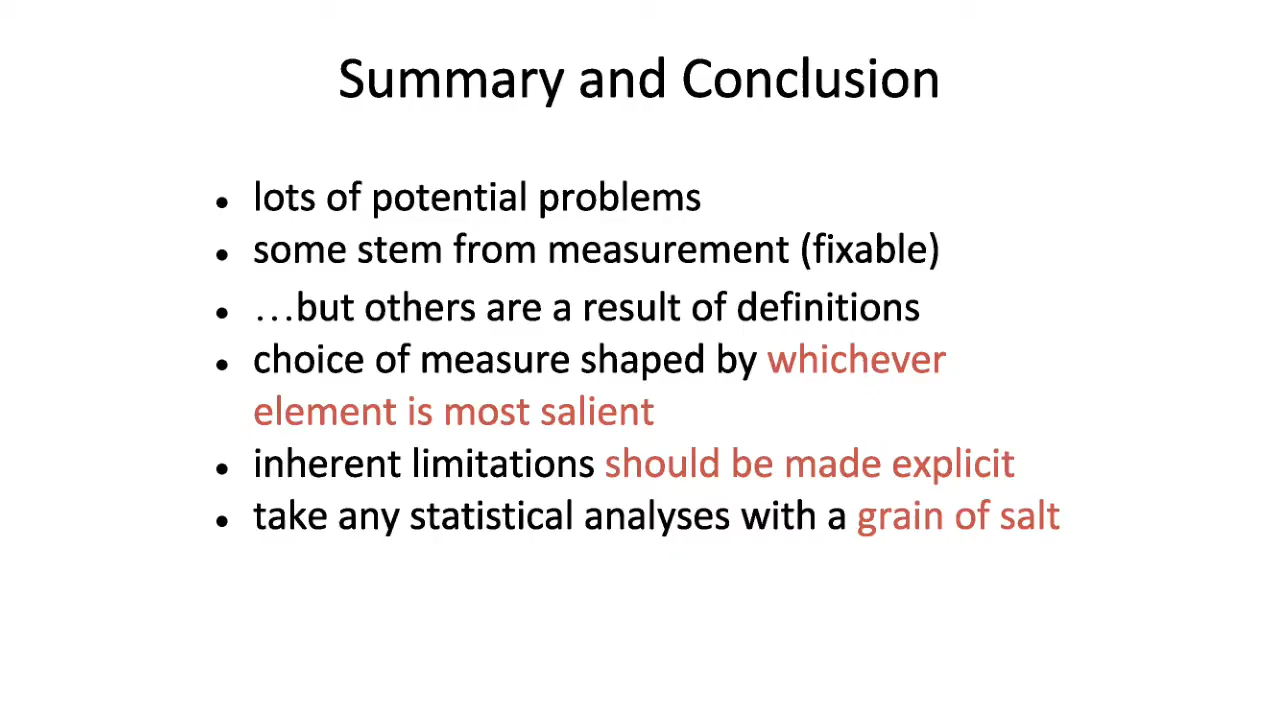 Summary and Conclusion
• lots of potential problems
• some stem from measurement (fixable)
• …but others are a result of definitions
• choice of measure shaped by whichever
element is most salient
• inherent limitations should be made explicit
• take any statistical analyses with a grain of salt